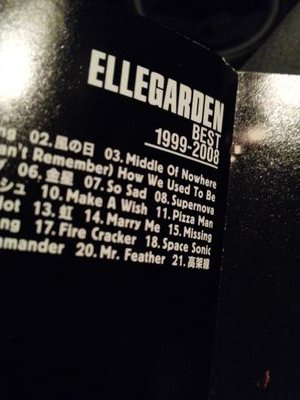 ELLEGARDEN
BEST
1999-2008
02.風の日 03.Middle Of Nowhere
Remember) How We Used To Be
06.金星 07.So Sad 08.Supernova
10.Make A Wish 11.Pizza Man
13.虹 14.Marry Me 15.Missing
17.Fire Cracker 18.Space Sonic
20.Mr. Feather 21.高架線